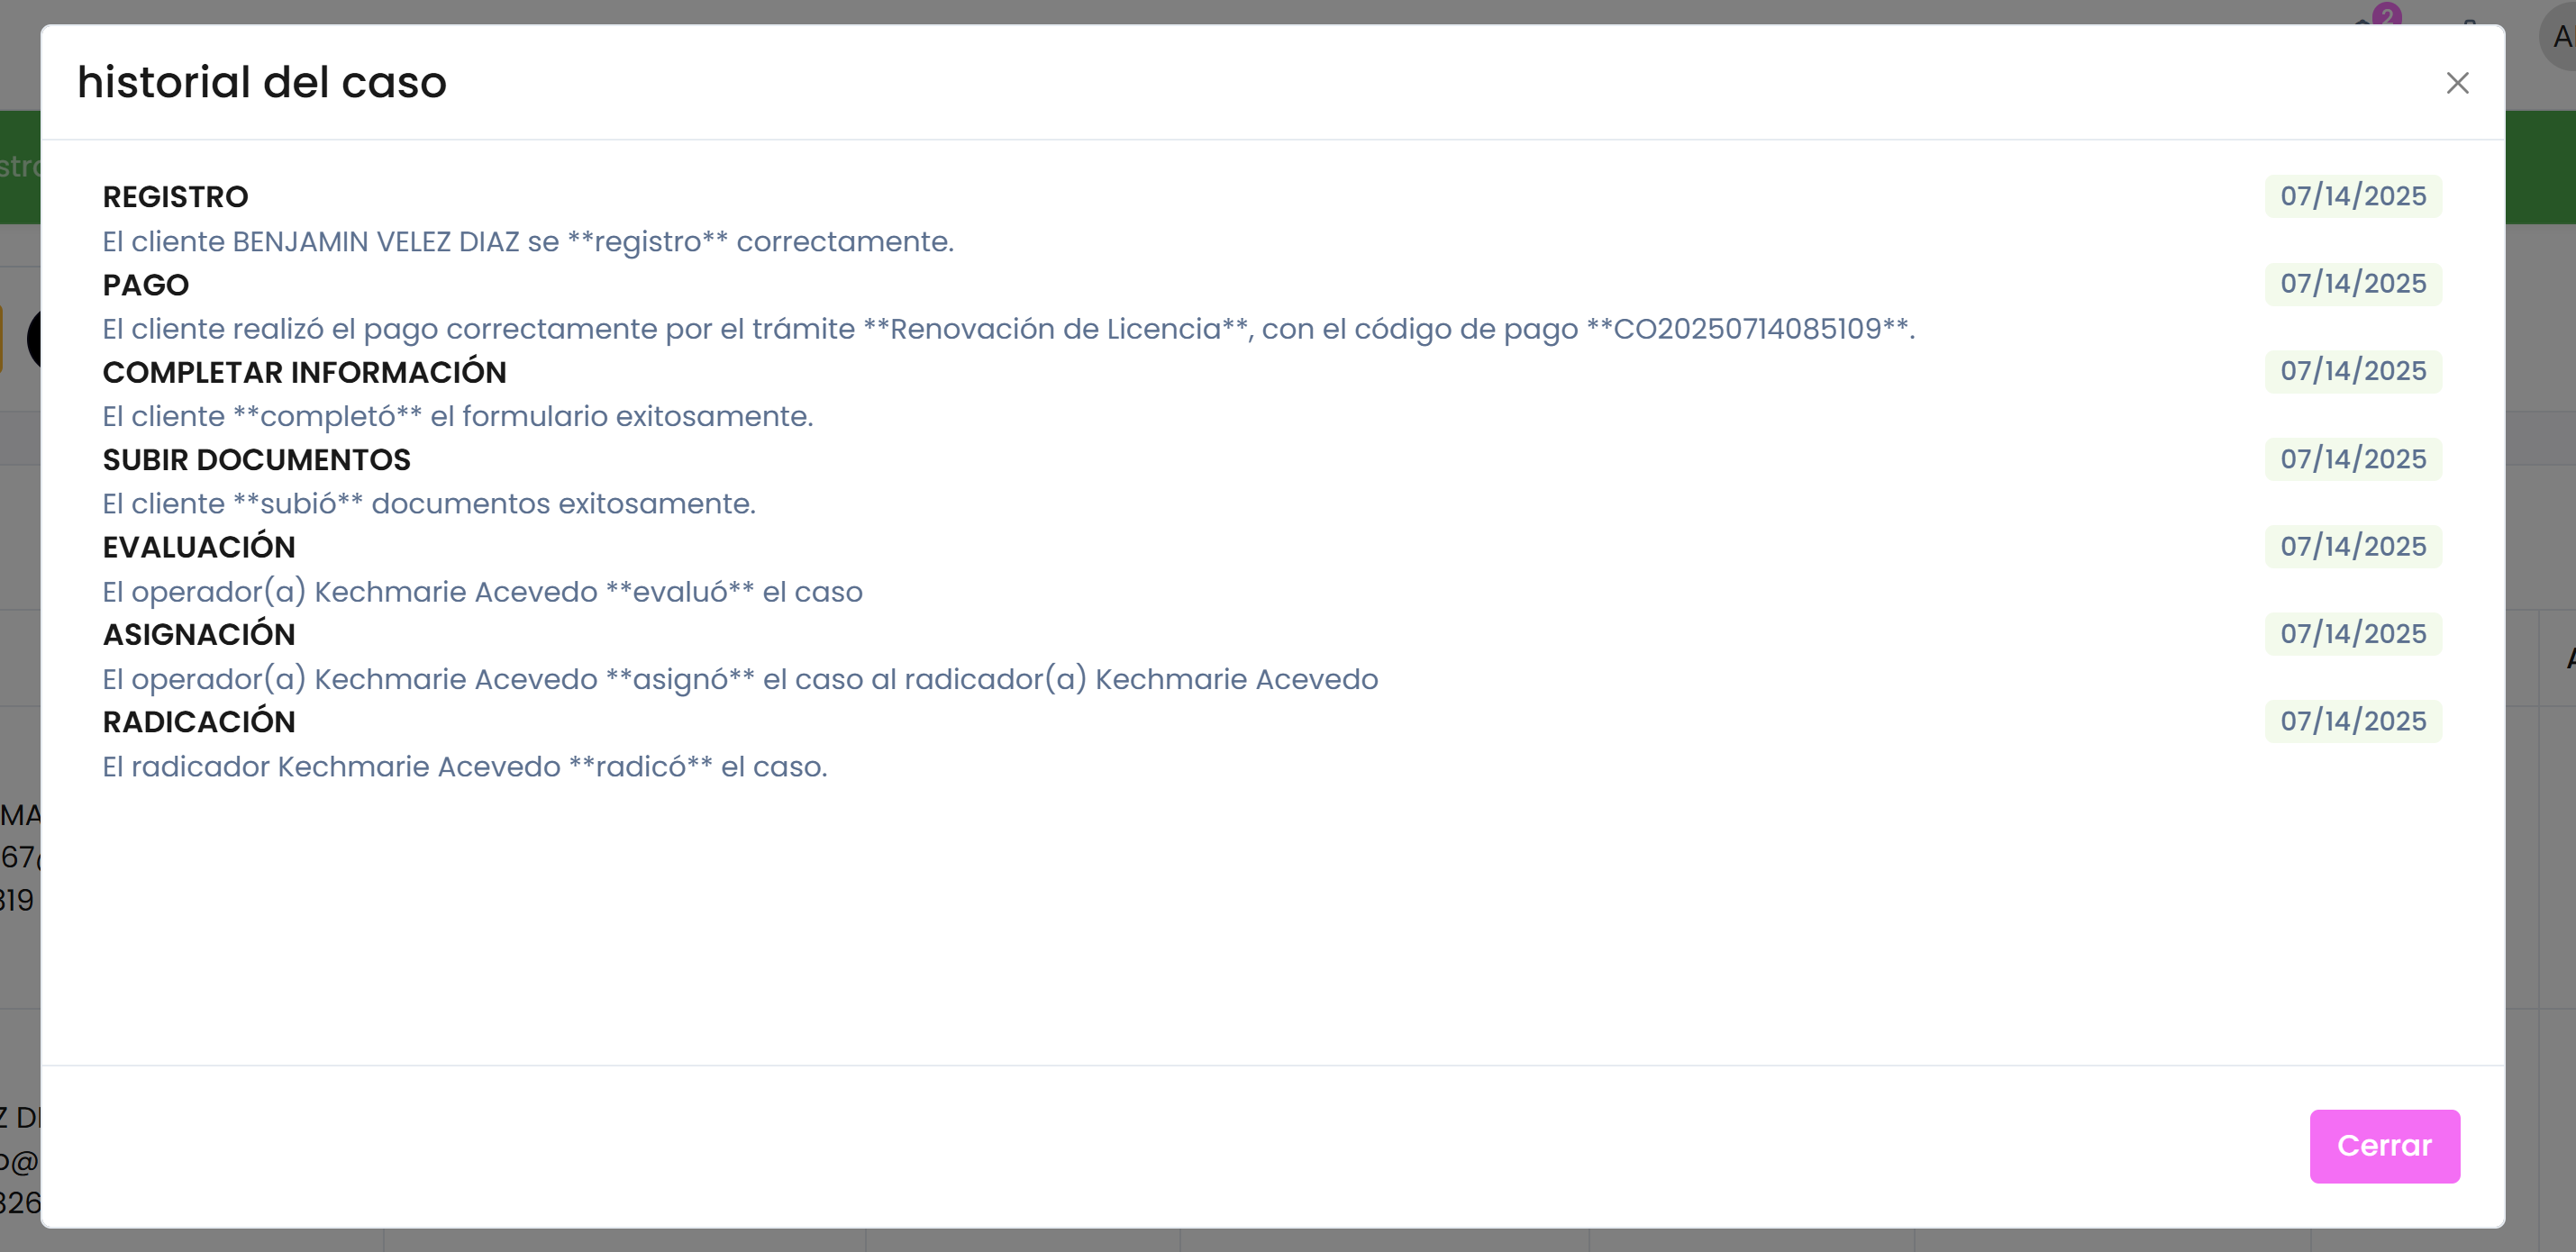 2
historial del caso
REGISTRO 07/14/2025
El cliente BENJAMIN VELEZ DIAZ se **registro** correctamente.
PAGO 07/14/2025
El cliente realizó el pago correctamente por el trámite **Renovación de Licencia**, con el código de pago **CO20250714085109**.
COMPLETAR INFORMACIÓN 07/14/2025
El cliente **completó** el formulario exitosamente.
SUBIR DOCUMENTOS 07/14/2025
El cliente **subió** documentos exitosamente.
EVALUACIÓN 07/14/2025
El operador(a) Kechmarie Acevedo **evaluó** el caso
ASIGNACIÓN 07/14/2025
El operador(a) Kechmarie Acevedo **asignó** el caso al radicador(a) Kechmarie Acevedo
RADICACIÓN 07/14/2025
El radicador Kechmarie Acevedo **radicó** el caso.
Cerrar